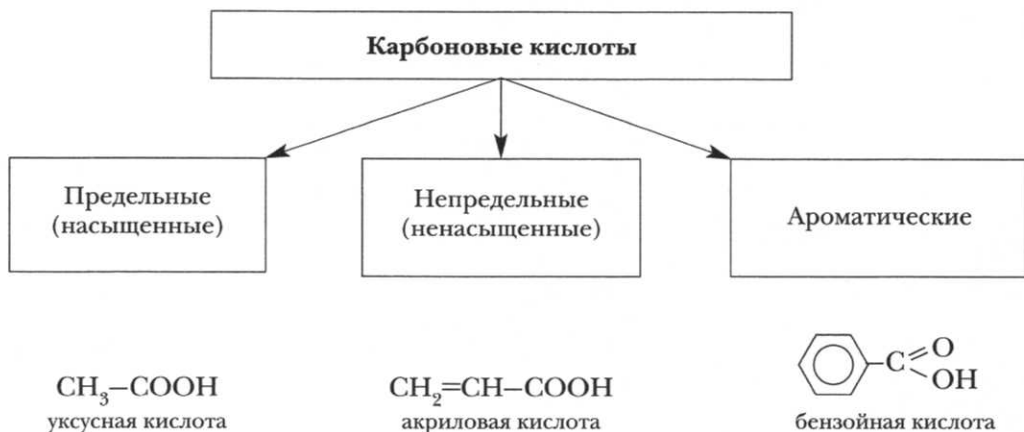 Карбоновые кислоты
Предельные
(насыщенные)
Непредельные
(ненасыщенные)
Ароматические
CH₃–COOH
уксусная кислота
CH₂=CH–COOH
акриловая кислота
C
O
OH
бензойная кислота